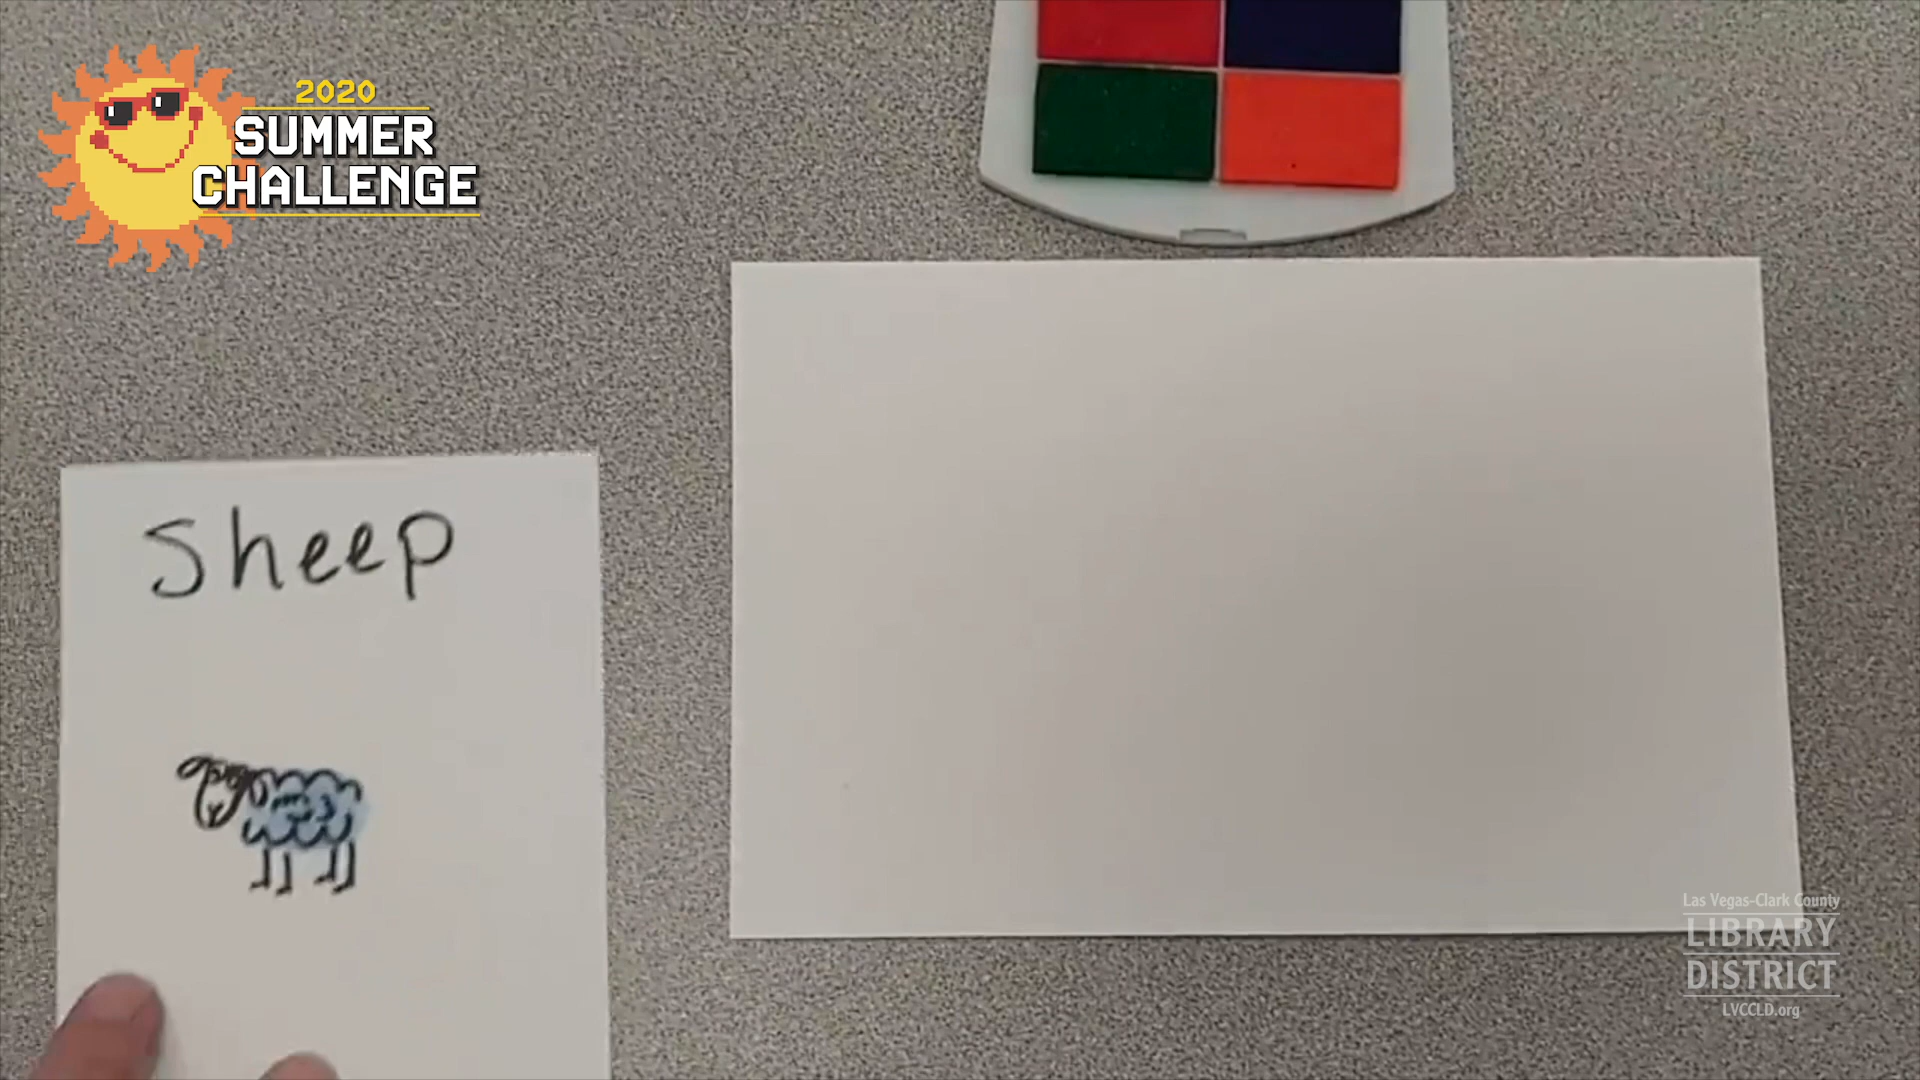 2020
SUMMER
CHALLENGE
Sheep
Las Vegas-Clark County
LIBRARY
DISTRICT
LVCCLD.org